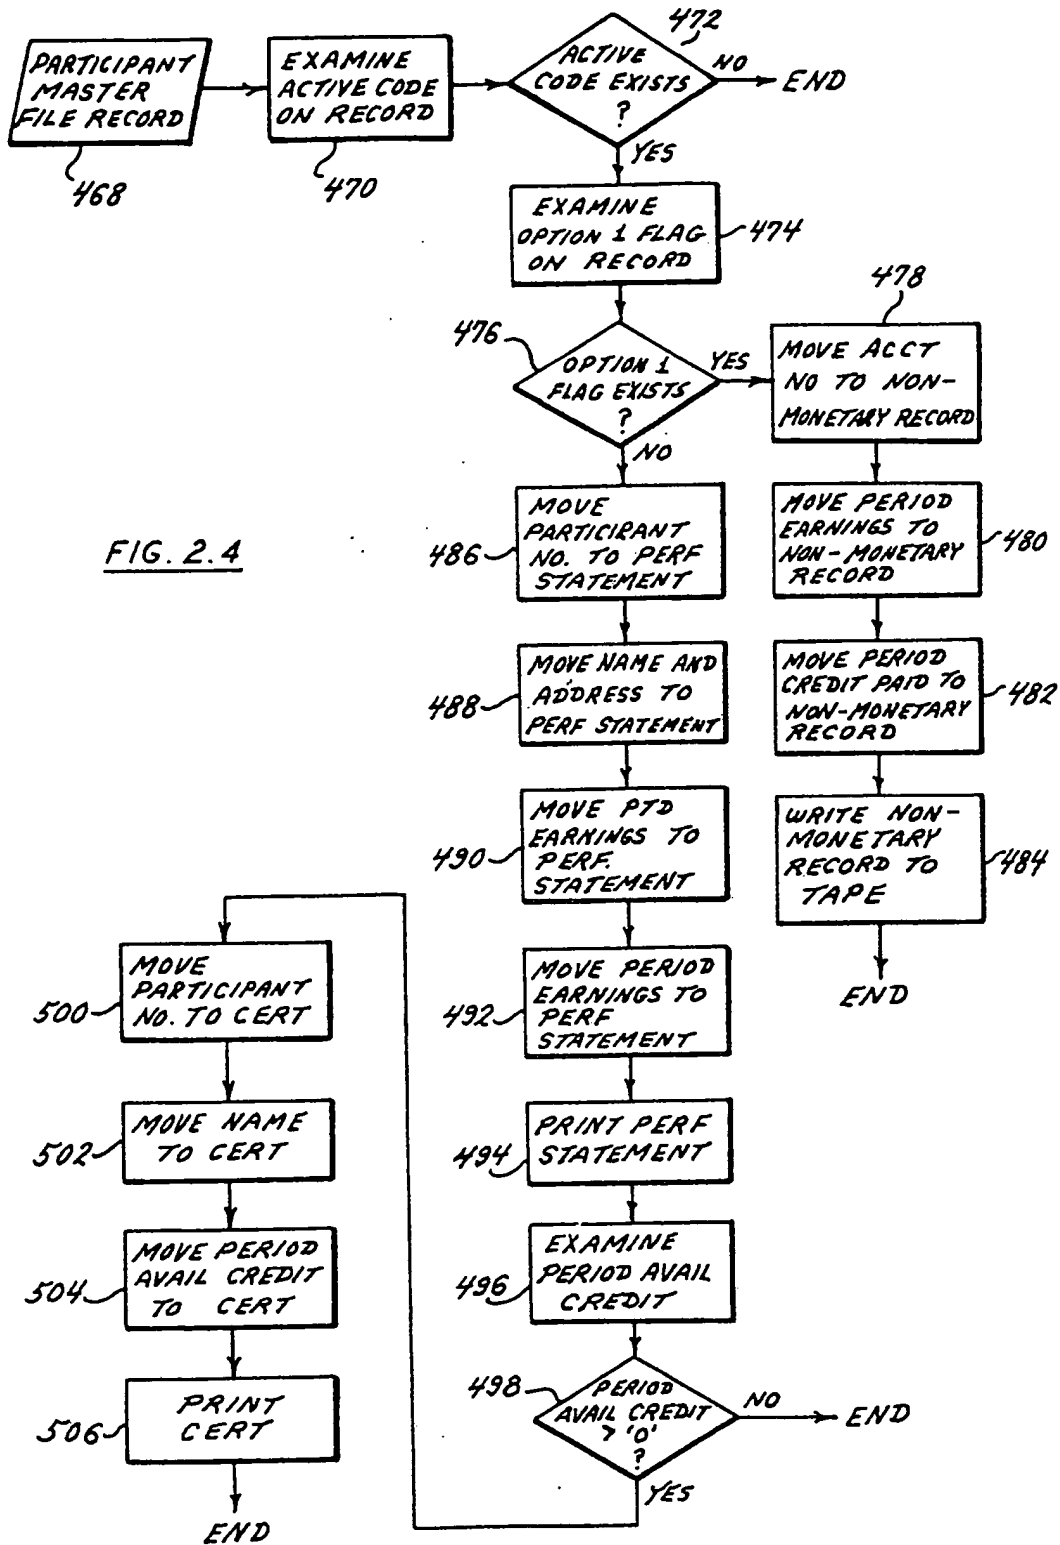 PARTICIPANT
MASTER
FILE RECORD
468
EXAMINE
ACTIVE CODE
ON RECORD
470
ACTIVE
CODE EXISTS
?
472
NO
END
YES
EXAMINE
OPTION 1 FLAG
ON RECORD
474
OPTION 1
FLAG EXISTS
?
476
YES
NO
MOVE ACCT
NO TO NON-
MONETARY RECORD
478
MOVE PERIOD
EARNINGS TO
NON-MONETARY
RECORD
480
MOVE PERIOD
CREDIT PAID TO
NON-MONETARY
RECORD
482
WRITE NON-
MONETARY
RECORD TO
TAPE
484
END
FIG. 2.4
MOVE
PARTICIPANT
NO. TO PERF
STATEMENT
486
MOVE NAME AND
ADDRESS TO
PERF STATEMENT
488
MOVE PTD
EARNINGS TO
PERF.
STATEMENT
490
MOVE PERIOD
EARNINGS TO
PERF
STATEMENT
492
PRINT PERF
STATEMENT
494
EXAMINE
PERIOD AVAIL
CREDIT
496
PERIOD
AVAIL CREDIT
> '0'
?
498
NO
END
YES
MOVE
PARTICIPANT
NO. TO CERT
500
MOVE NAME
TO CERT
502
MOVE PERIOD
AVAIL CREDIT
TO CERT
504
PRINT
CERT
506
END